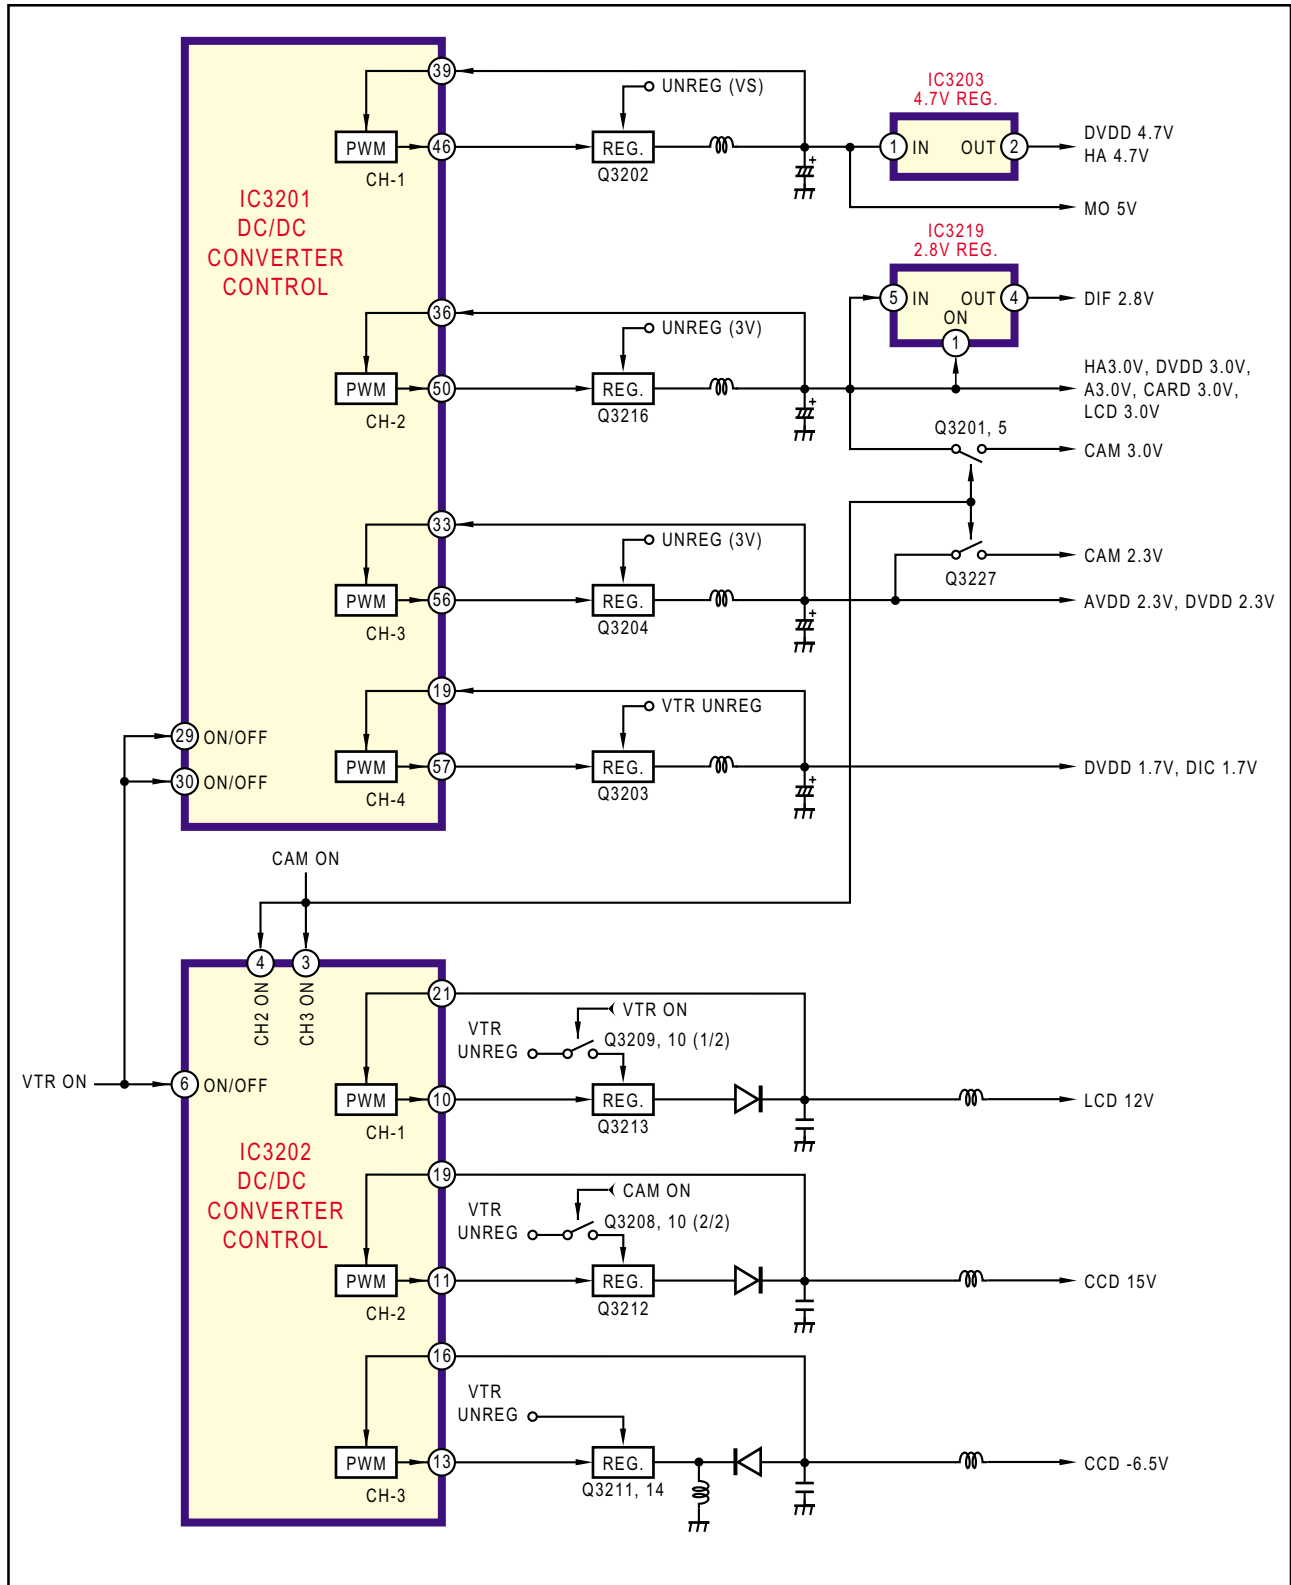 39
UNREG (VS)
IC3203
4.7V REG.
PWM
46
REG.
1
IN
OUT
2
DVDD 4.7V
HA 4.7V
CH-1
Q3202
IC3201
DC/DC
CONVERTER
CONTROL
MO 5V
IC3219
2.8V REG.
5
IN
OUT
4
DIF 2.8V
ON
1
36
UNREG (3V)
PWM
50
REG.
HA3.0V, DVDD 3.0V,
A3.0V, CARD 3.0V,
LCD 3.0V
CH-2
Q3216
Q3201, 5
CAM 3.0V
33
UNREG (3V)
CAM 2.3V
Q3227
PWM
56
REG.
AVDD 2.3V, DVDD 2.3V
CH-3
Q3204
19
VTR UNREG
29
ON/OFF
PWM
57
REG.
DVDD 1.7V, DIC 1.7V
30
ON/OFF
CH-4
Q3203
CAM ON
4
3
CH2 ON
CH3 ON
21
VTR ON
VTR
UNREG
Q3209, 10 (1/2)
VTR ON
6
ON/OFF
PWM
10
REG.
LCD 12V
CH-1
Q3213
IC3202
DC/DC
CONVERTER
CONTROL
19
CAM ON
VTR
UNREG
Q3208, 10 (2/2)
PWM
11
REG.
CCD 15V
CH-2
Q3212
16
VTR
UNREG
PWM
13
REG.
CCD -6.5V
CH-3
Q3211, 14